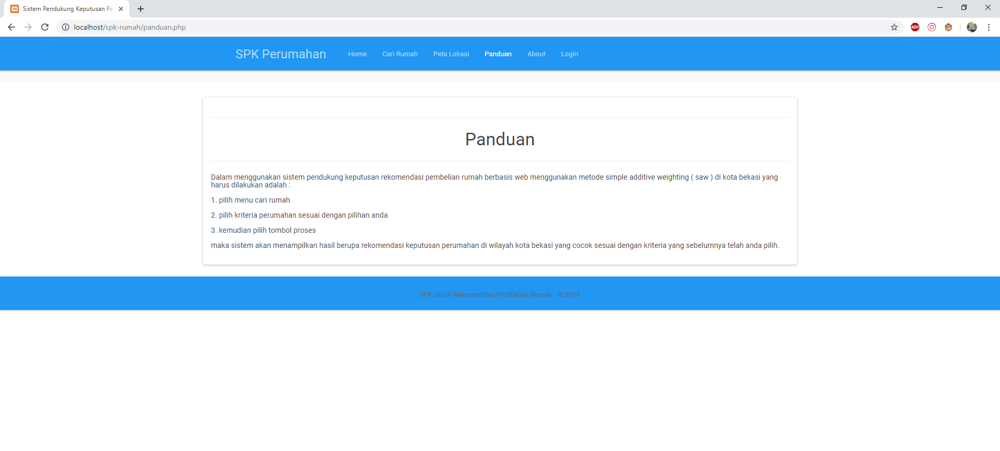 Sistem Pendukung Keputusan Pe
localhost/spk-rumah/panduan.php
ABP
SPK Perumahan Home Cari Rumah Peta Lokasi Panduan About Login
Panduan
Dalam menggunakan sistem pendukung keputusan rekomendasi pembelian rumah berbasis web menggunakan metode simple additive weighting ( saw ) di kota bekasi yang
harus dilakukan adalah :
1. pilih menu cari rumah
2. pilih kriteria perumahan sesuai dengan pilihan anda
3. kemudian pilih tombol proses
maka sistem akan menampilkan hasil berupa rekomendasi keputusan perumahan di wilayah kota bekasi yang cocok sesuai dengan kriteria yang sebelumnya telah anda pilih.
SPK Untuk Rekomendasi Pembelian Rumah - © 2019